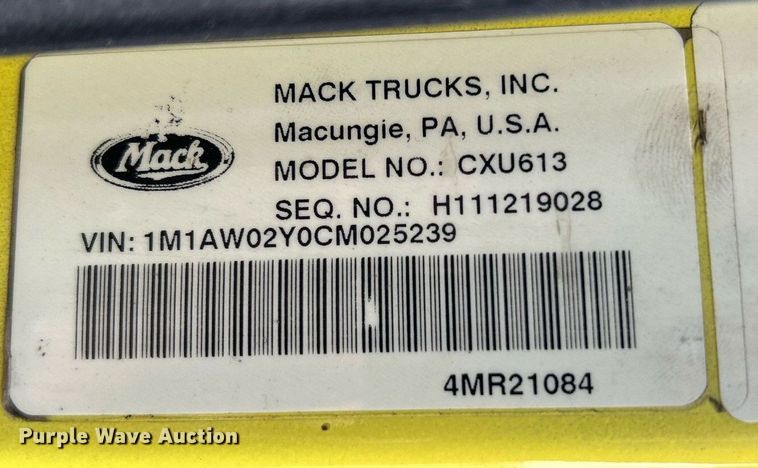 MACK TRUCKS, INC.
Macungie, PA, U.S.A.
Mack
MODEL NO.: CXU613
SEQ. NO.: H111219028
VIN: 1M1AW02Y0CM025239
4MR21084
Purple Wave Auction